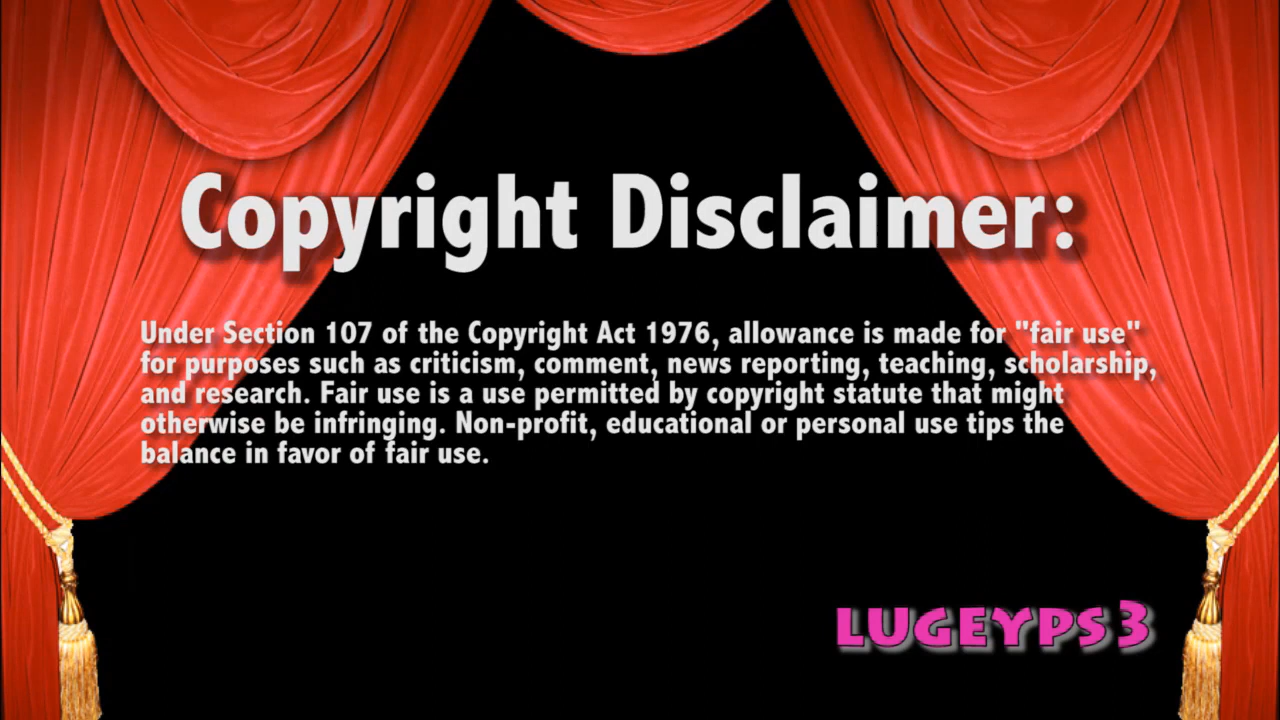 Copyright Disclaimer:
Under Section 107 of the Copyright Act 1976, allowance is made for "fair use"
for purposes such as criticism, comment, news reporting, teaching, scholarship,
and research. Fair use is a use permitted by copyright statute that might
otherwise be infringing. Non-profit, educational or personal use tips the
balance in favor of fair use.
LUGEYPS3